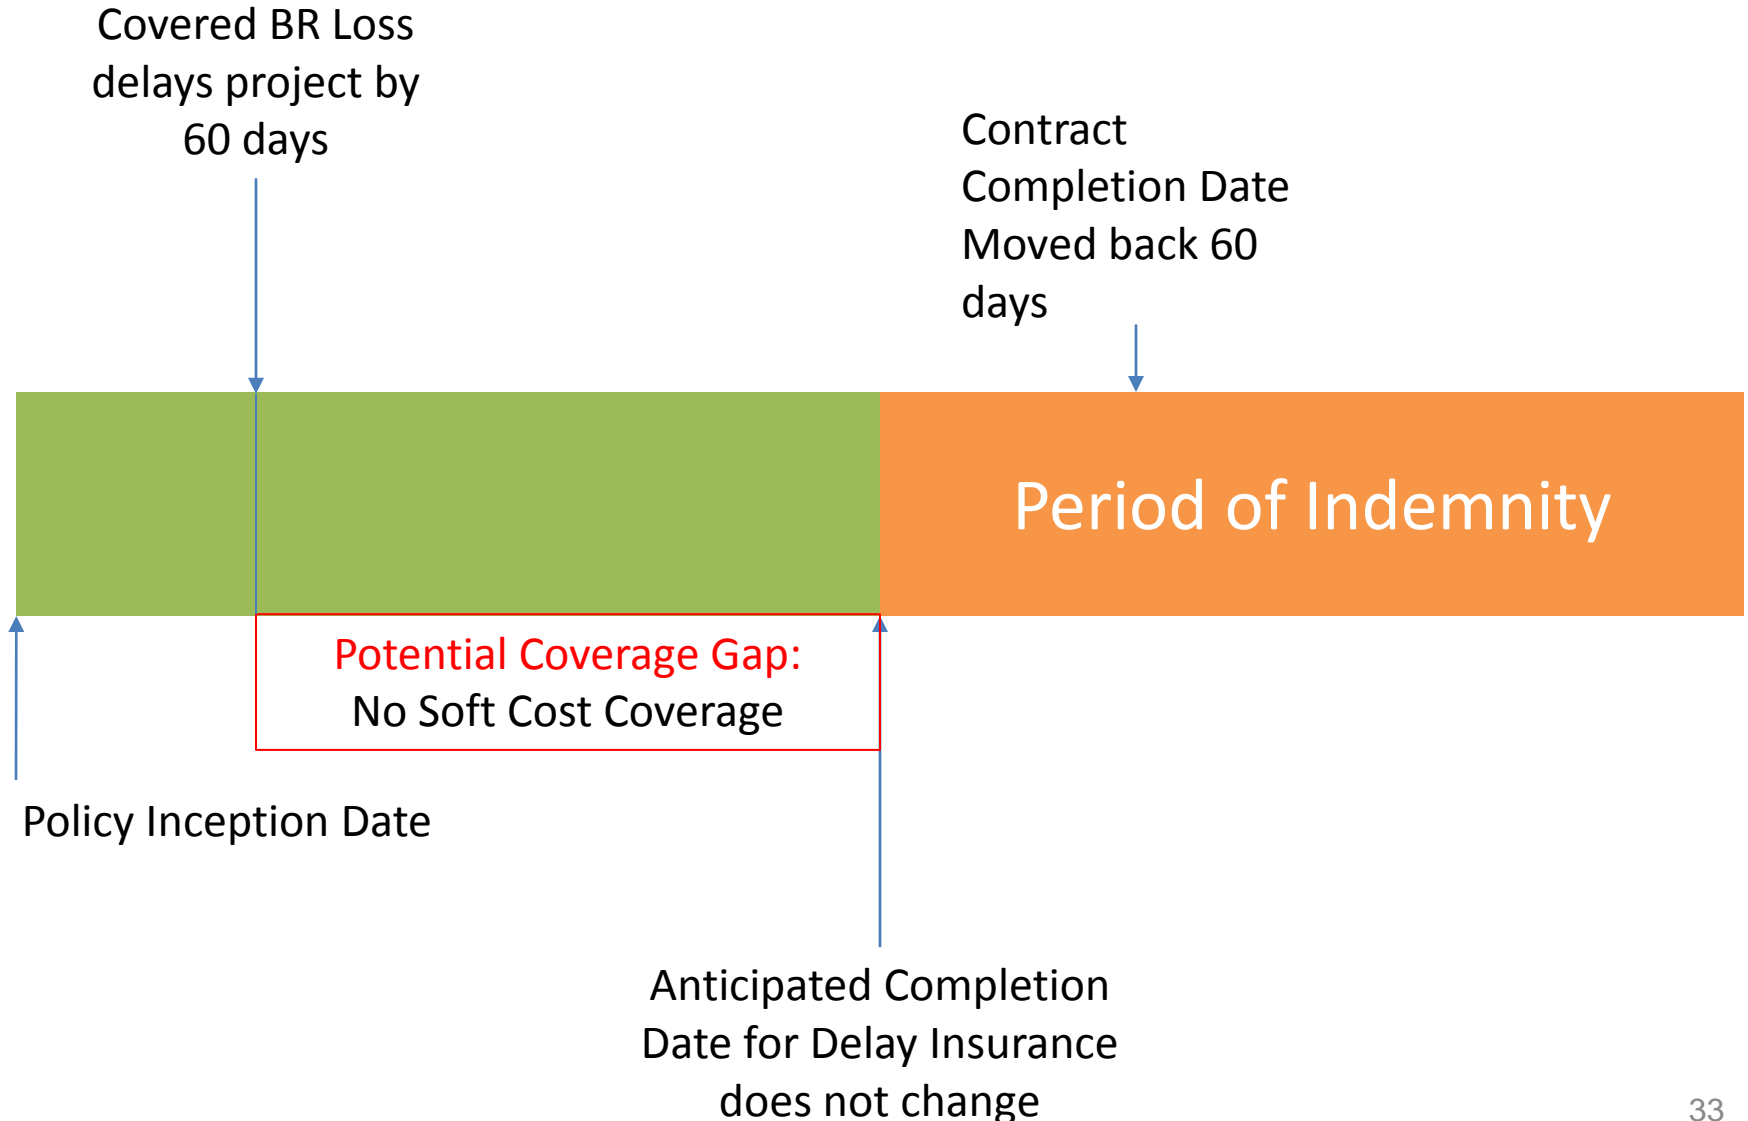 Covered BR Loss
delays project by
60 days
Contract
Completion Date
Moved back 60
days
Period of Indemnity
Potential Coverage Gap:
No Soft Cost Coverage
Policy Inception Date
Anticipated Completion
Date for Delay Insurance
does not change
33